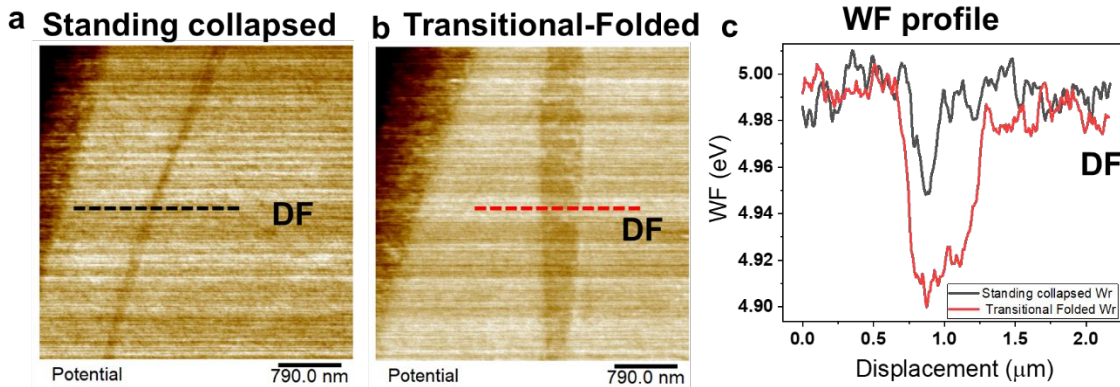 a Standing collapsed
DF
Potential
790.0 nm
b Transitional-Folded
DF
Potential
790.0 nm
c WF profile
WF (eV)
5.00
4.98
4.96
4.94
4.92
4.90
DF
Standing collapsed Wr
Transitional Folded Wr
0.0 0.5 1.0 1.5 2.0
Displacement (μm)